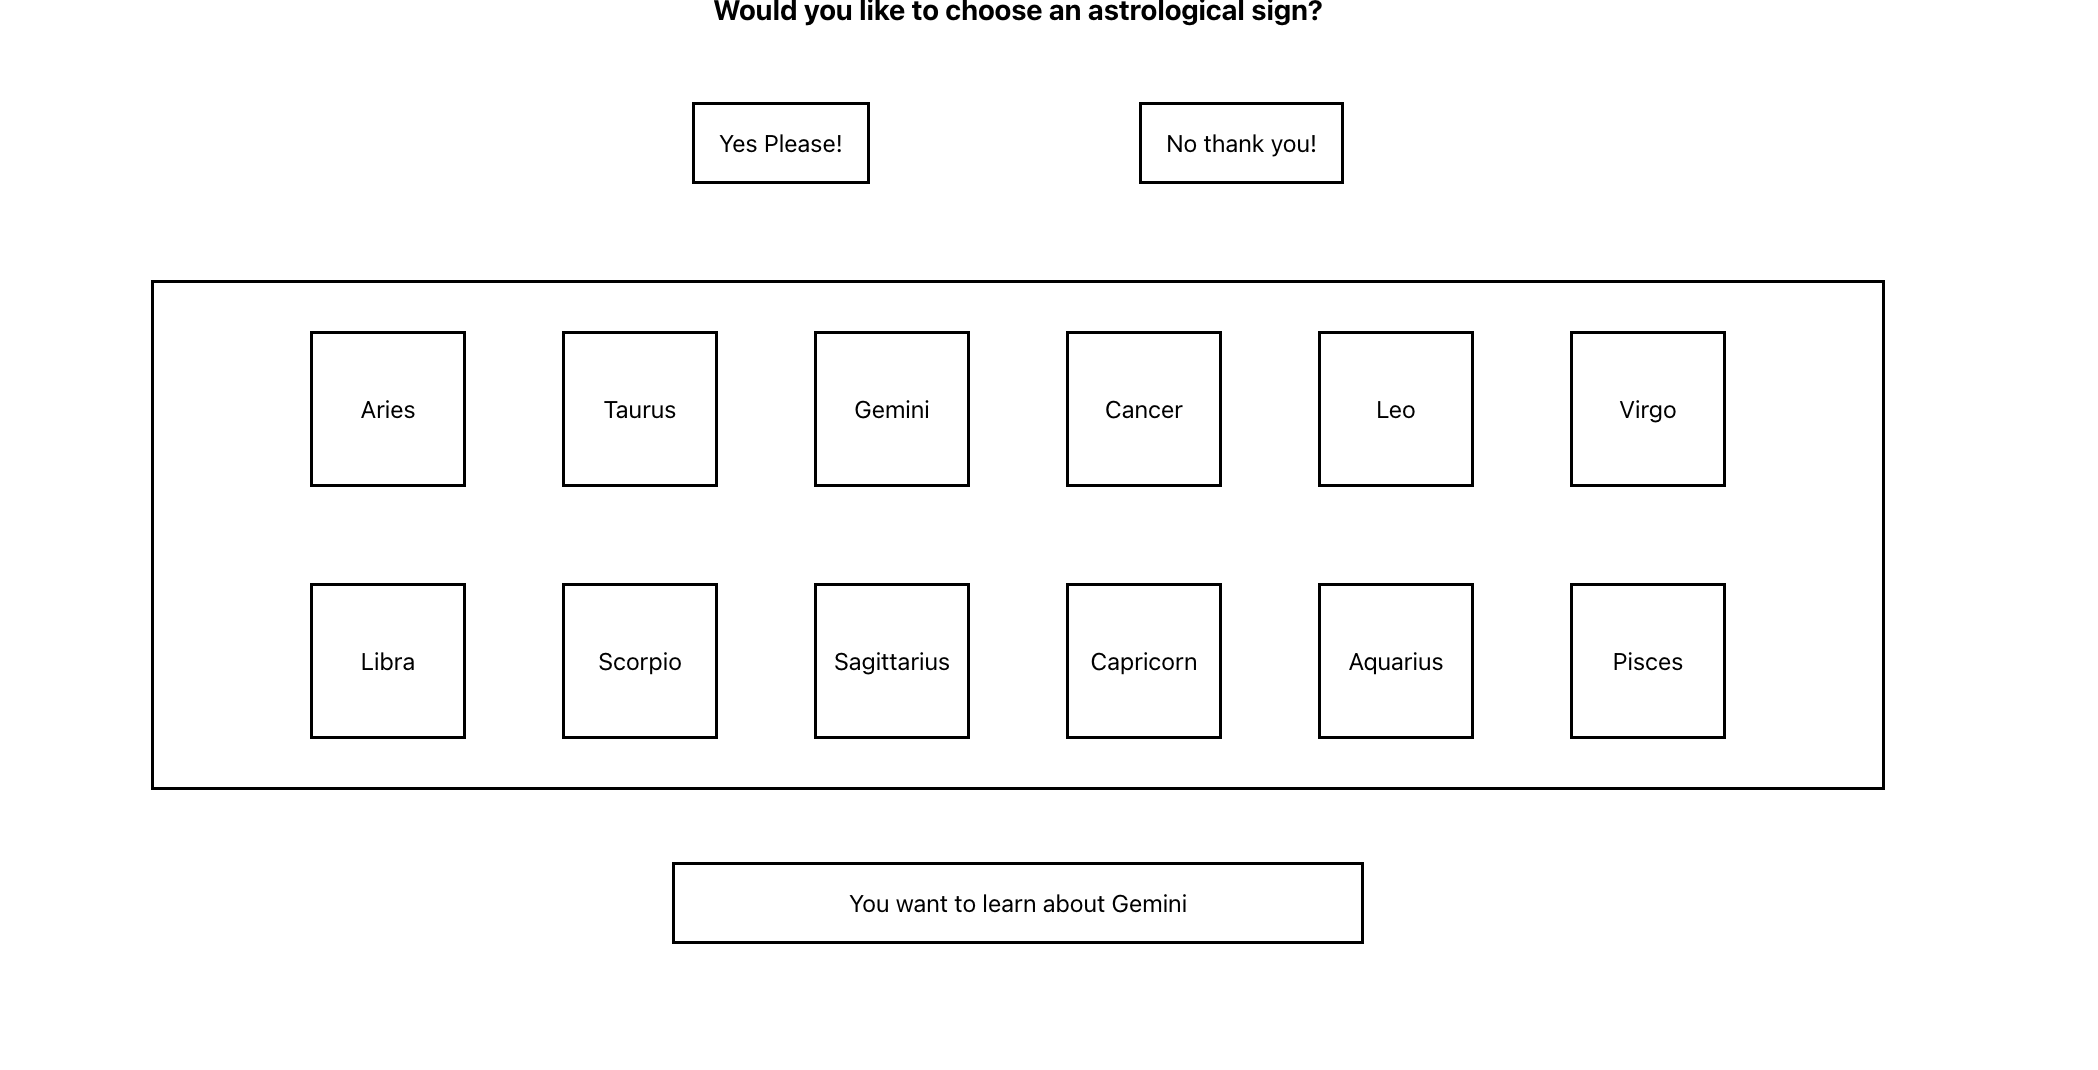 Would you like to choose an astrological sign?
Yes Please!
No thank you!
Aries
Taurus
Gemini
Cancer
Leo
Virgo
Libra
Scorpio
Sagittarius
Capricorn
Aquarius
Pisces
You want to learn about Gemini